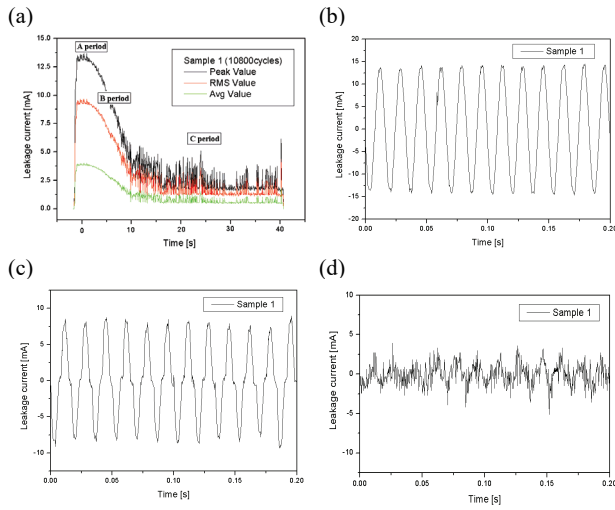 (a)
A period
B period
C period
Sample 1 (10800cycles)
Peak Value
RMS Value
Avg Value
Leakage current [mA]
15.0
12.5
10.0
7.5
5.0
2.5
0.0
0 10 20 30 40
Time [s]
(b)
Sample 1
Leakage current [mA]
20
15
10
5
0
-5
-10
-15
-20
0.00 0.05 0.10 0.15 0.20
Time [s]
(c)
Sample 1
Leakage current [mA]
10
5
0
-5
-10
0.00 0.05 0.10 0.15 0.20
Time [s]
(d)
Sample 1
Leakage current [mA]
10
5
0
-5
-10
0.00 0.05 0.10 0.15 0.20
Time [s]